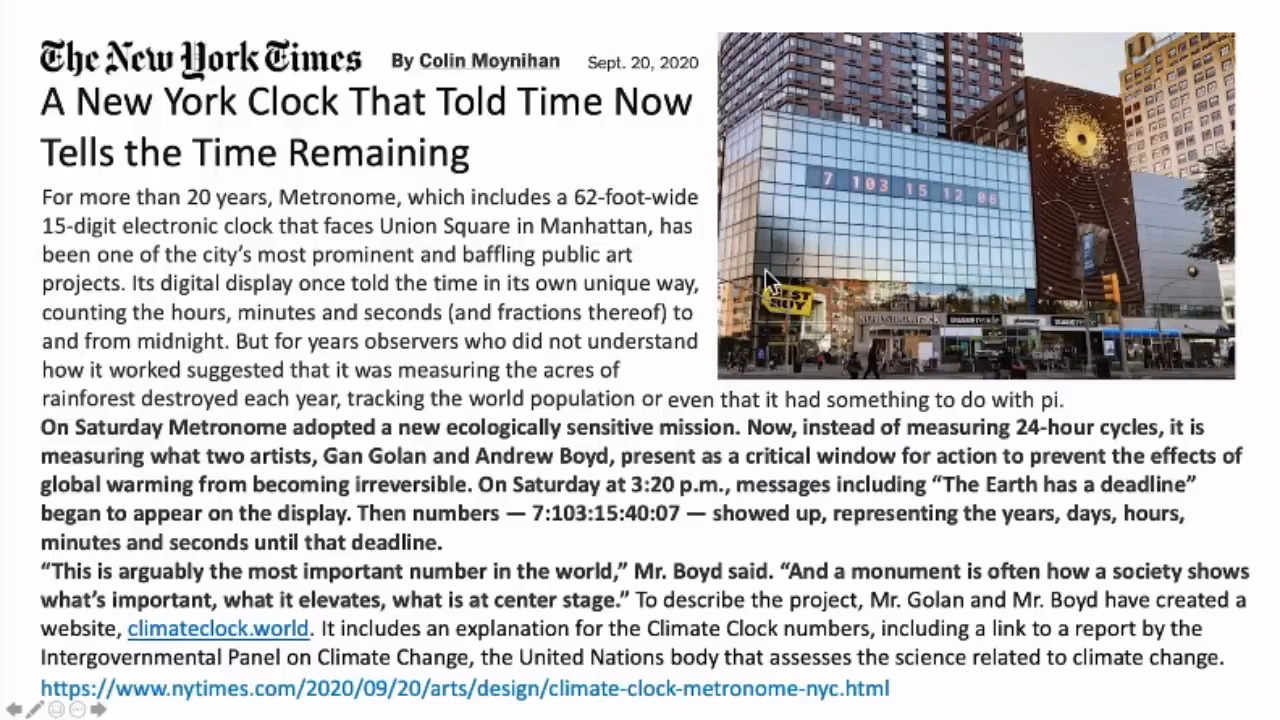 The New York Times By Colin Moynihan Sept. 20, 2020
A New York Clock That Told Time Now
Tells the Time Remaining
For more than 20 years, Metronome, which includes a 62-foot-wide
15-digit electronic clock that faces Union Square in Manhattan, has
been one of the city’s most prominent and baffling public art
projects. Its digital display once told the time in its own unique way,
counting the hours, minutes and seconds (and fractions thereof) to
and from midnight. But for years observers who did not understand
how it worked suggested that it was measuring the acres of
rainforest destroyed each year, tracking the world population or even that it had something to do with pi.
7 103 15 12 06
BEST
BUY
On Saturday Metronome adopted a new ecologically sensitive mission. Now, instead of measuring 24-hour cycles, it is
measuring what two artists, Gan Golan and Andrew Boyd, present as a critical window for action to prevent the effects of
global warming from becoming irreversible. On Saturday at 3:20 p.m., messages including “The Earth has a deadline”
began to appear on the display. Then numbers — 7:103:15:40:07 — showed up, representing the years, days, hours,
minutes and seconds until that deadline.
“This is arguably the most important number in the world,” Mr. Boyd said. “And a monument is often how a society shows
what’s important, what it elevates, what is at center stage.” To describe the project, Mr. Golan and Mr. Boyd have created a
website, climateclock.world. It includes an explanation for the Climate Clock numbers, including a link to a report by the
Intergovernmental Panel on Climate Change, the United Nations body that assesses the science related to climate change.
https://www.nytimes.com/2020/09/20/arts/design/climate-clock-metronome-nyc.html